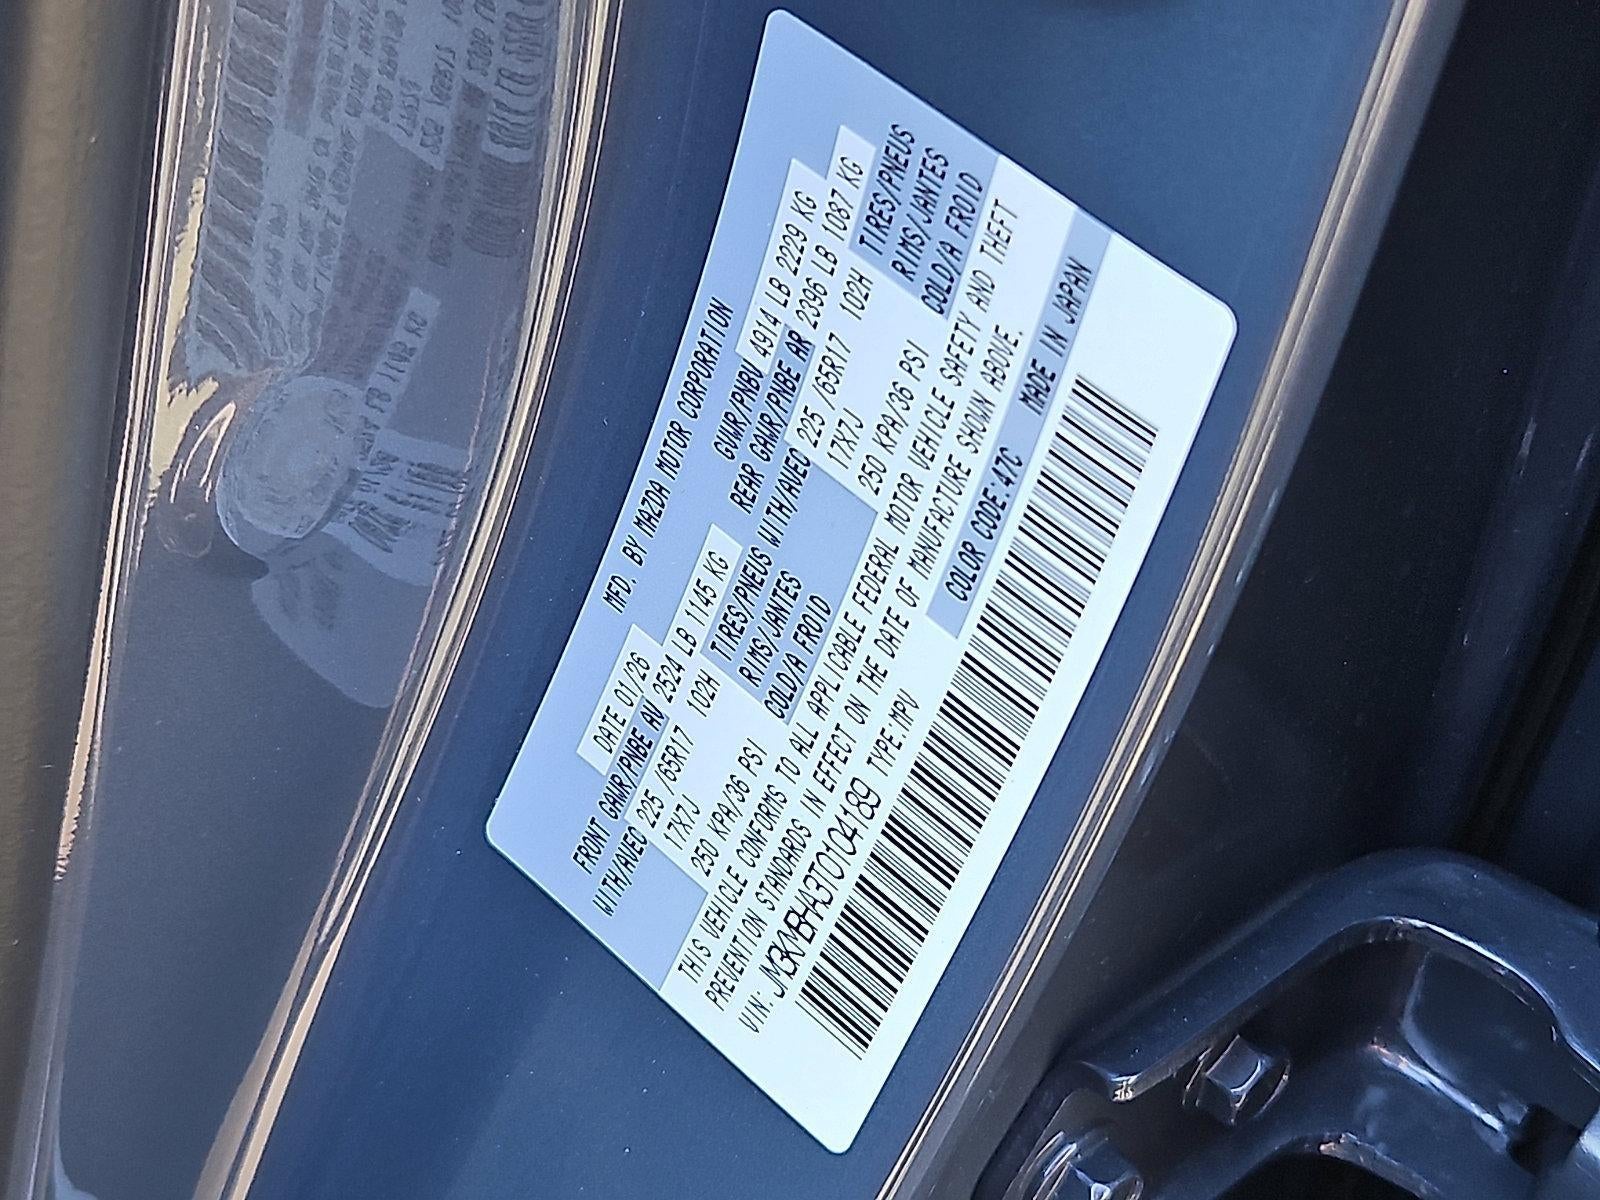 MFD. BY MAZDA MOTOR CORPORATION
DATE 01/26 GVWR/PNBV 4914 LB 2229 KG
FRONT GAWR/PNBE AV 2524 LB 1145 KG REAR GAWR/PNBE AR 2396 LB 1087 KG
WITH/AVEC 225 /65R17 102H TIRES/PNEUS WITH/AVEC 225 /65R17 102H TIRES/PNEUS
17X7J RIMS/JANTES 17X7J RIMS/JANTES
250 KPA/36 PSI COLD/A FROID 250 KPA/36 PSI COLD/A FROID
THIS VEHICLE CONFORMS TO ALL APPLICABLE FEDERAL MOTOR VEHICLE SAFETY AND THEFT
PREVENTION STANDARDS IN EFFECT ON THE DATE OF MANUFACTURE SHOWN ABOVE.
VIN: JM3KMBHA3T0104189 TYPE:MPV COLOR CODE:47C MADE IN JAPAN